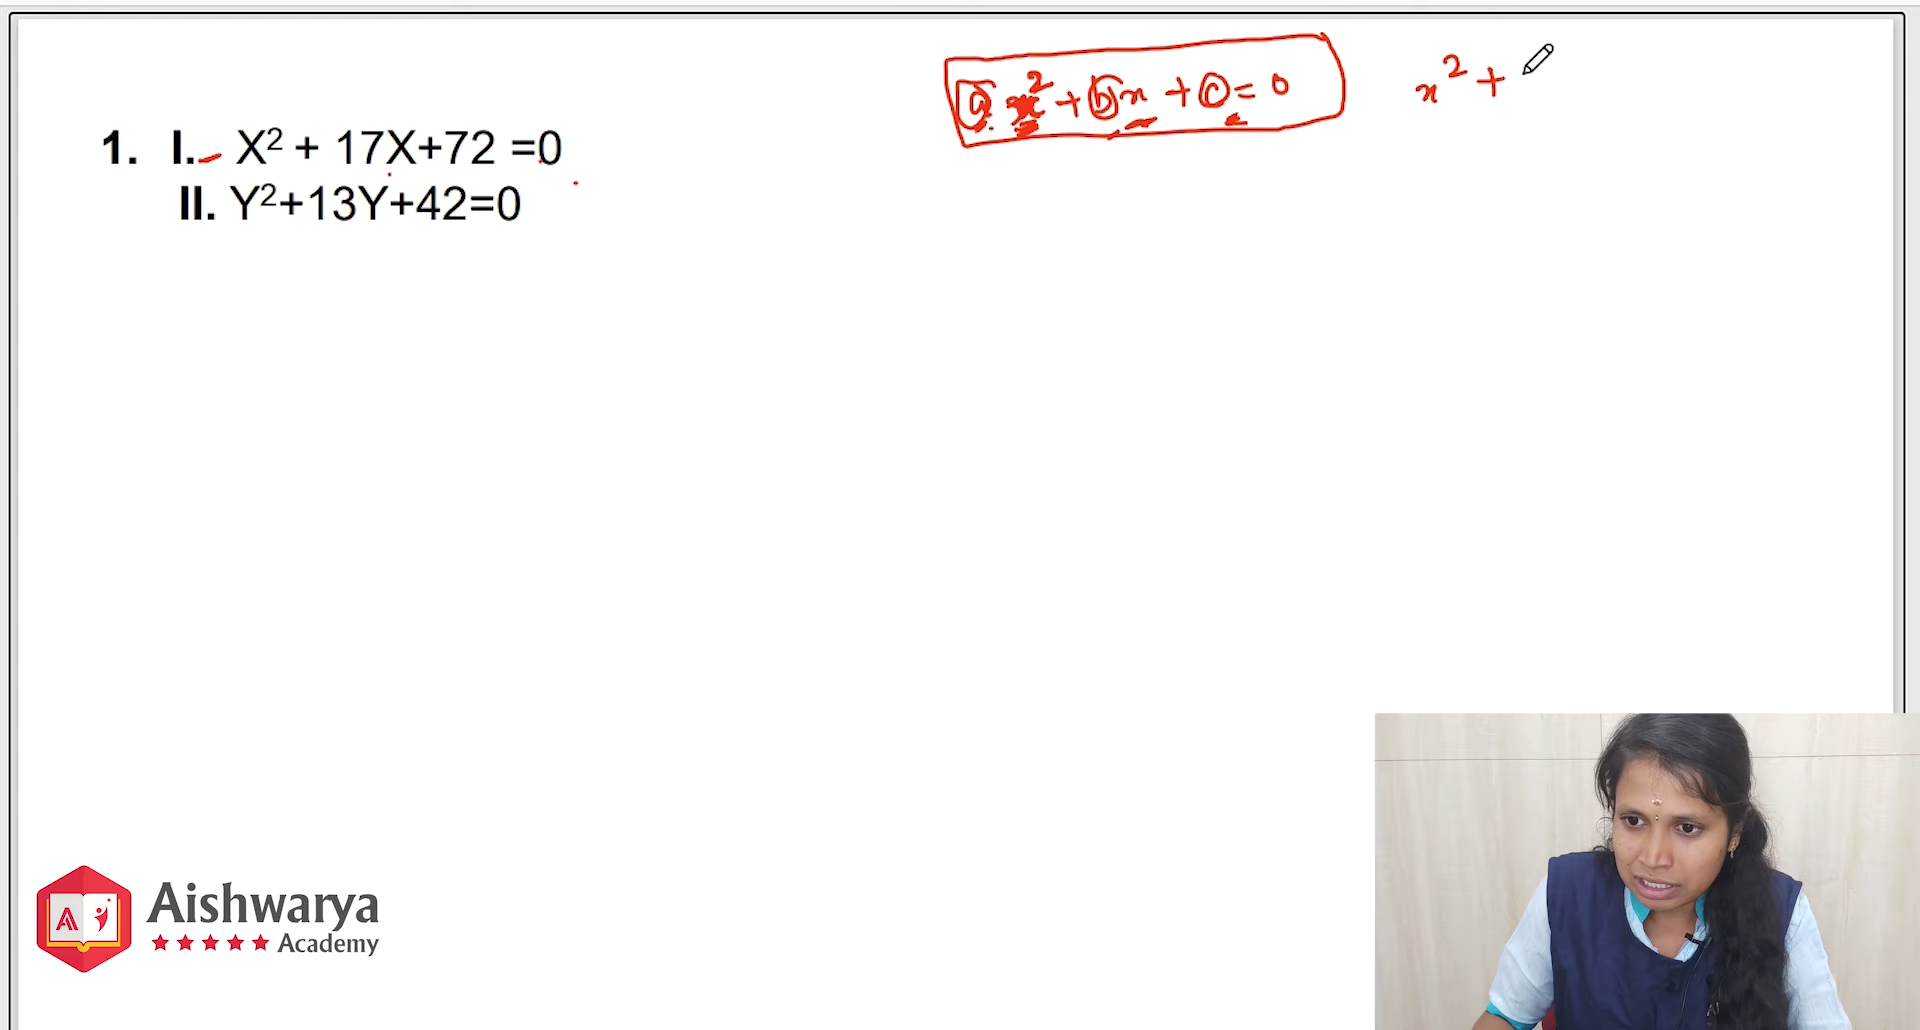 ax² + bx + c = 0
x² +
1. I. X² + 17X+72 =0
II. Y²+13Y+42=0
Aishwarya
Academy